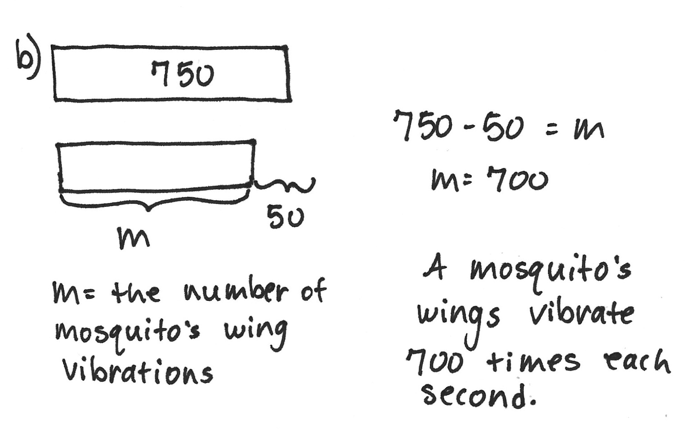 b)
750
m
50
m= the number of
mosquito's wing
vibrations
750 - 50 = m
m= 700
A mosquito's
wings vibrate
700 times each
second.